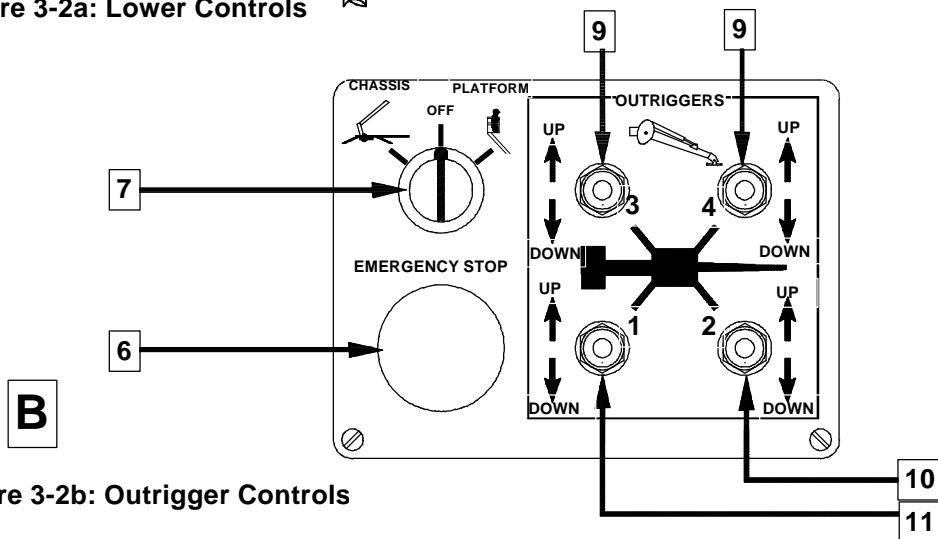 re 3-2a: Lower Controls
9 9
CHASSIS PLATFORM
OFF
OUTRIGGERS
UP UP
7
3 4
DOWN DOWN
EMERGENCY STOP
UP UP
1 2
6
B
DOWN DOWN
10
re 3-2b: Outrigger Controls
11